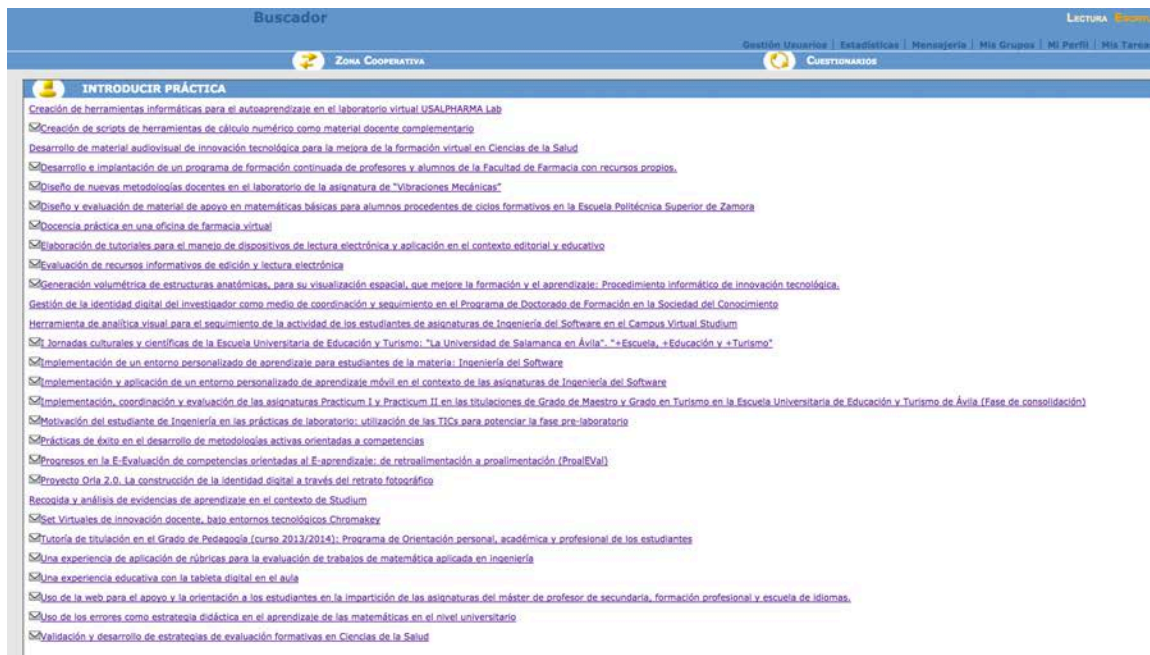 Buscador
LECTURA
Gestión Usuarios | Estadísticas | Mensajería | Mis Grupos | Mi Perfil | Mis Tarea
ZONA COOPERATIVA
CUESTIONARIOS
INTRODUCIR PRÁCTICA
Creación de herramientas informáticas para el autoaprendizaje en el laboratorio virtual USALPHARMA Lab
Creación de scripts de herramientas de cálculo numérico como material docente complementario
Desarrollo de material audiovisual de innovación tecnológica para la mejora de la formación virtual en Ciencias de la Salud
Desarrollo e implantación de un programa de formación continuada de profesores y alumnos de la Facultad de Farmacia con recursos propios.
Diseño de nuevas metodologías docentes en el laboratorio de la asignatura de "Vibraciones Mecánicas"
Diseño y evaluación de material de apoyo en matemáticas básicas para alumnos procedentes de ciclos formativos en la Escuela Politécnica Superior de Zamora
Docencia práctica en una oficina de farmacia virtual
Elaboración de tutoriales para el manejo de dispositivos de lectura electrónica y aplicación en el contexto editorial y educativo
Evaluación de recursos informativos de edición y lectura electrónica
Generación volumétrica de estructuras anatómicas, para su visualización espacial, que mejore la formación y el aprendizaje: Procedimiento informático de innovación tecnológica.
Gestión de la identidad digital del investigador como medio de coordinación y seguimiento en el Programa de Doctorado de Formación en la Sociedad del Conocimiento
Herramienta de analítica visual para el seguimiento de la actividad de los estudiantes de asignaturas de Ingeniería del Software en el Campus Virtual Studium
I Jornadas culturales y científicas de la Escuela Universitaria de Educación y Turismo: "La Universidad de Salamanca en Ávila". "+Escuela, +Educación y +Turismo"
Implementación de un entorno personalizado de aprendizaje para estudiantes de la materia: Ingeniería del Software
Implementación y aplicación de un entorno personalizado de aprendizaje móvil en el contexto de las asignaturas de Ingeniería del Software
Implementación, coordinación y evaluación de las asignaturas Practicum I y Practicum II en las titulaciones de Grado de Maestro y Grado en Turismo en la Escuela Universitaria de Educación y Turismo de Ávila (Fase de consolidación)
Motivación del estudiante de Ingeniería en las prácticas de laboratorio: utilización de las TICs para potenciar la fase pre-laboratorio
Prácticas de éxito en el desarrollo de metodologías activas orientadas a competencias
Progresos en la E-Evaluación de competencias orientadas al E-aprendizaje: de retroalimentación a proalimentación (ProalEVal)
Proyecto Orla 2.0. La construcción de la identidad digital a través del retrato fotográfico
Recogida y análisis de evidencias de aprendizaje en el contexto de Studium
Set Virtuales de innovación docente, bajo entornos tecnológicos Chromakey
Tutoría de titulación en el Grado de Pedagogía (curso 2013/2014): Programa de Orientación personal, académica y profesional de los estudiantes
Una experiencia de aplicación de rúbricas para la evaluación de trabajos de matemática aplicada en ingeniería
Una experiencia educativa con la tableta digital en el aula
Uso de la web para el apoyo y la orientación a los estudiantes en la impartición de las asignaturas del máster de profesor de secundaria, formación profesional y escuela de idiomas.
Uso de los errores como estrategia didáctica en el aprendizaje de las matemáticas en el nivel universitario
Validación y desarrollo de estrategias de evaluación formativas en Ciencias de la Salud